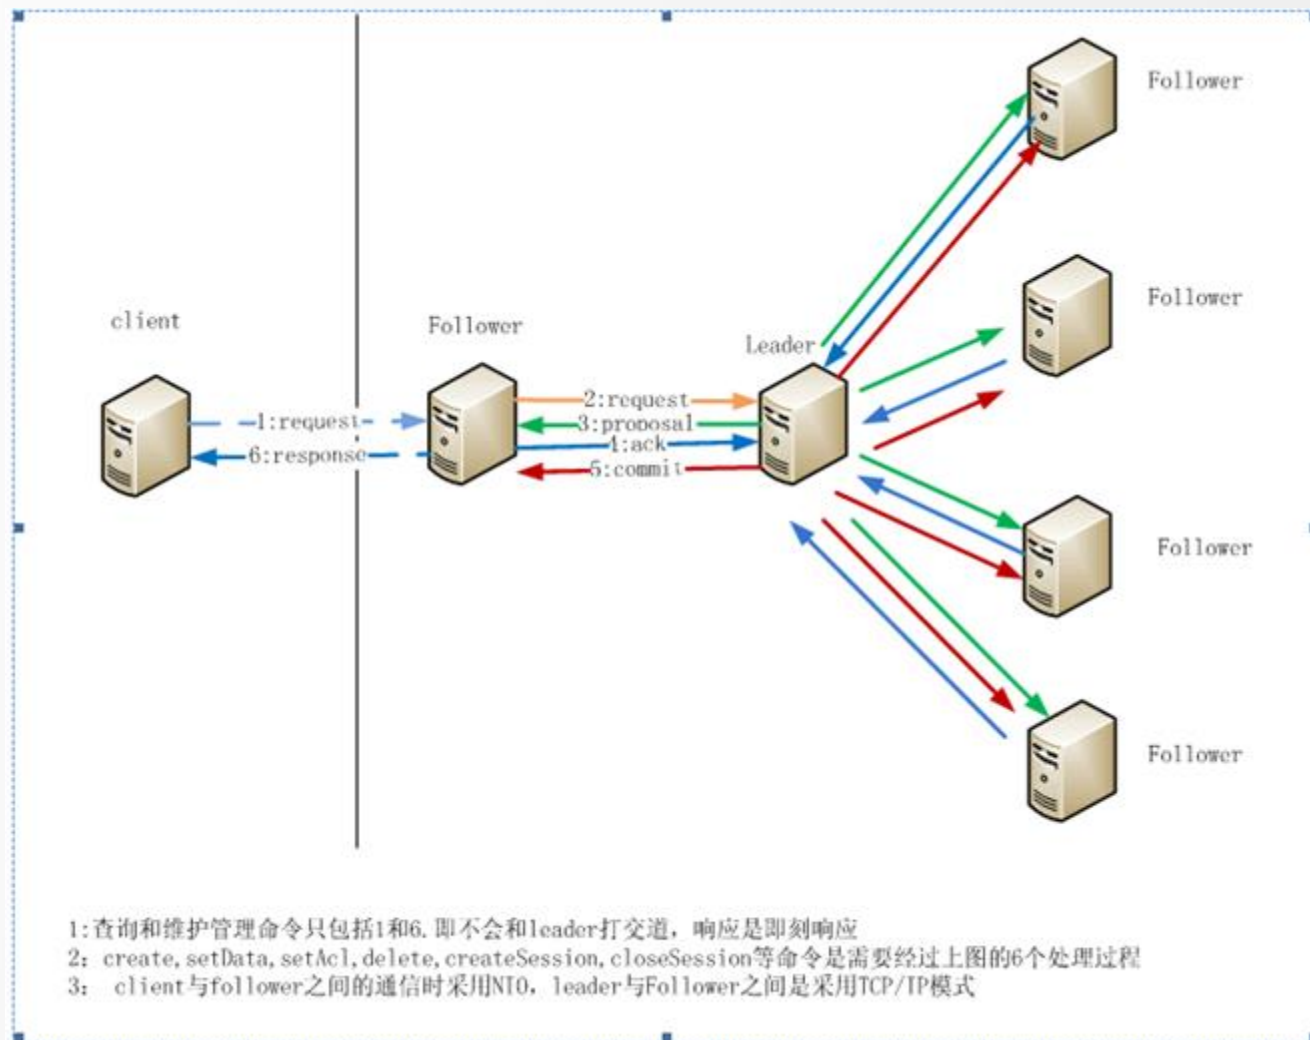 Follower
Follower
client
Follower
Leader
2:request
1:request
3:proposal
4:ack
6:response
5:commit
Follower
Follower
1:查询和维护管理命令只包括1和6.即不会和leader打交道，响应是即刻响应
2: create,setData,setAcl,delete,createSession,closeSession等命令是需要经过上图的6个处理过程
3: client与follower之间的通信时采用NIO，leader与Follower之间是采用TCP/IP模式